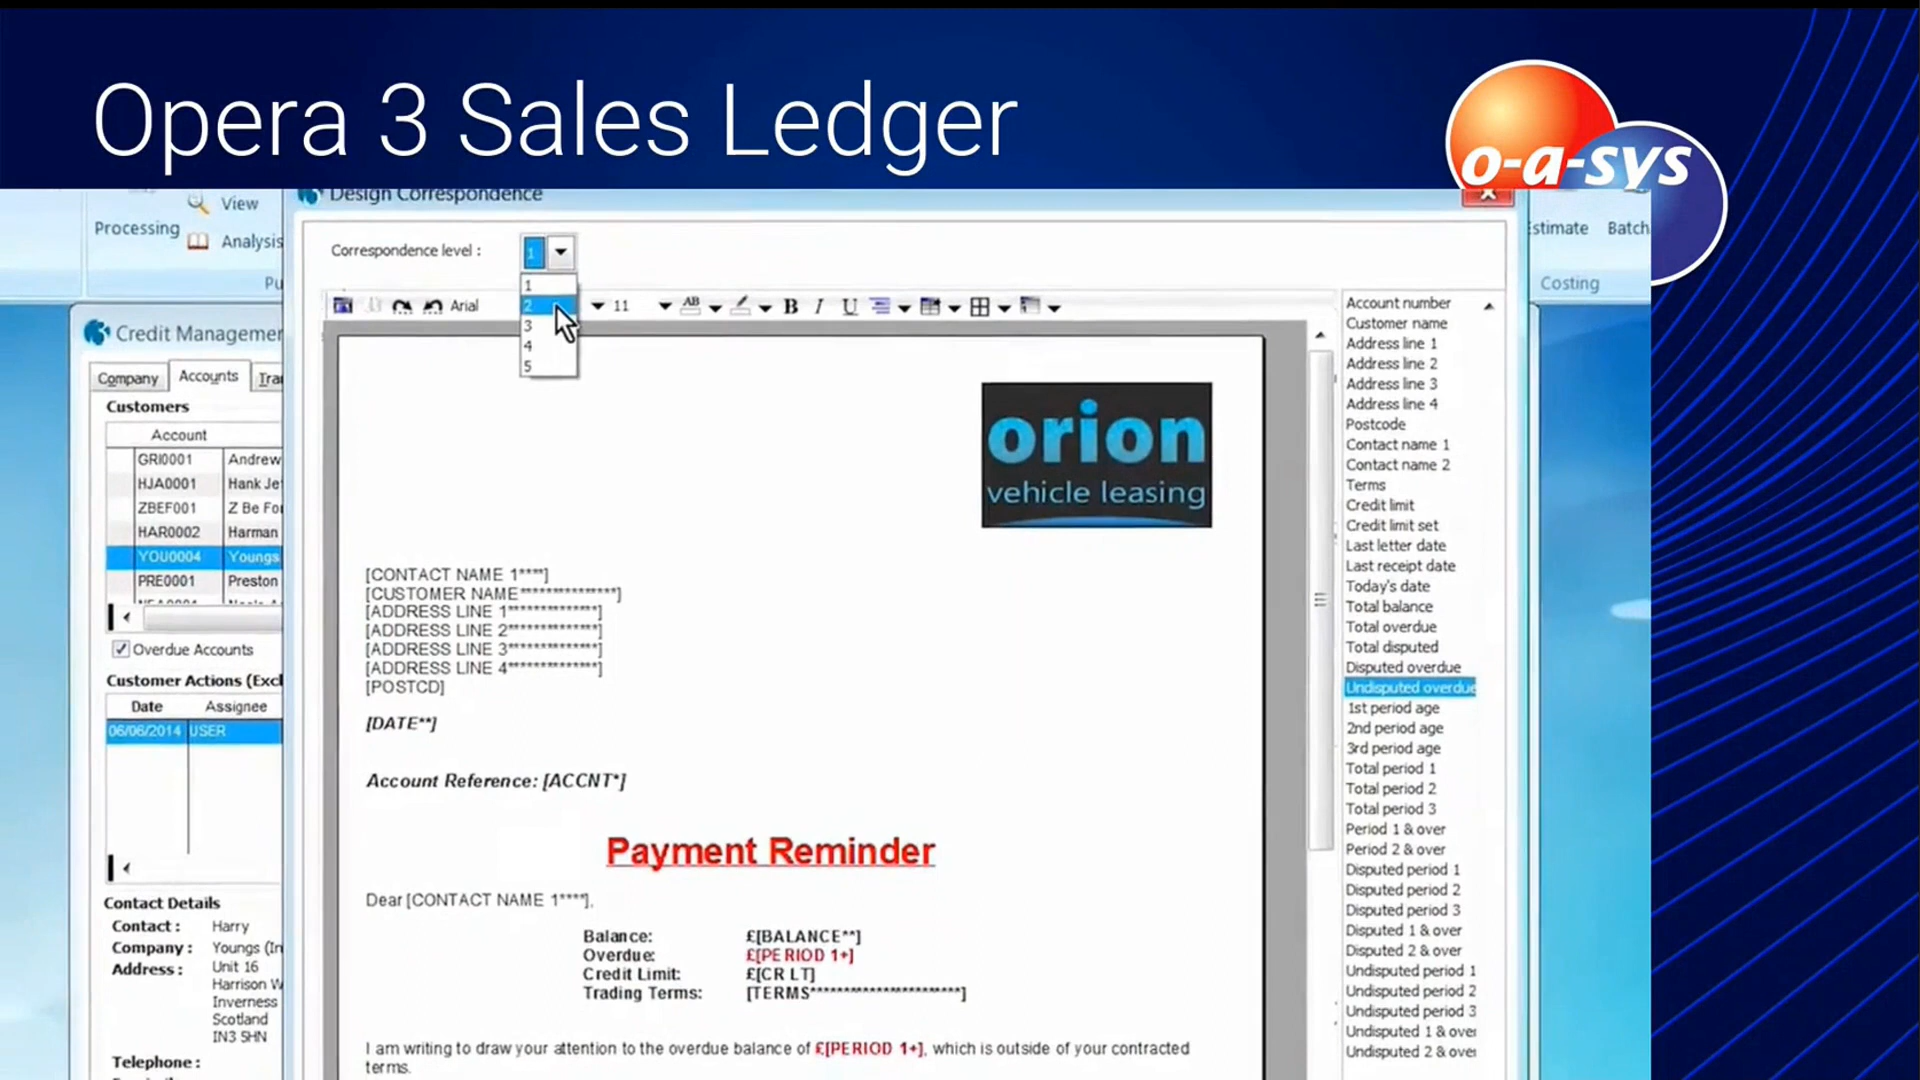 Opera 3 Sales Ledger
o-a-sys
Processing
View
Analysis
Design Correspondence
Correspondence level :
1
1
2
3
4
5
Arial
11
AB
B I U
Estimate
Costing
Company
Accounts
Customers
Account
GRI0001 Andrew
HJA0001
ZBEF001
HAR0002 Harman
YOU0004 Youngs
PRE0001 Preston
Overdue Accounts
Customer Actions
Date Assignee
06/06/2014 USER
Contact Details
Contact : Harry
Company : Youngs
Address : Unit 16
Harrison
Inverness
Scotland
IN3 5HN
Telephone :
orion
vehicle leasing
[CONTACT NAME 1****]
[CUSTOMER NAME***************]
[ADDRESS LINE 1**************]
[ADDRESS LINE 2**************]
[ADDRESS LINE 3**************]
[ADDRESS LINE 4**************]
[POSTCD]
[DATE**]
Account Reference: [ACCNT*]
Payment Reminder
Dear [CONTACT NAME 1****],
Balance: £[BALANCE**]
Overdue: £[PERIOD 1+]
Credit Limit: £[CR LT]
Trading Terms: [TERMS***********************]
I am writing to draw your attention to the overdue balance of £[PERIOD 1+], which is outside of your contracted
terms.
Account number
Customer name
Address line 1
Address line 2
Address line 3
Address line 4
Postcode
Contact name 1
Contact name 2
Terms
Credit limit
Credit limit set
Last letter date
Last receipt date
Today's date
Total balance
Total overdue
Total disputed
Disputed overdue
Undisputed overdue
1st period age
2nd period age
3rd period age
Total period 1
Total period 2
Total period 3
Period 1 & over
Period 2 & over
Disputed period 1
Disputed period 2
Disputed period 3
Disputed 1 & over
Disputed 2 & over
Undisputed period 1
Undisputed period 2
Undisputed period 3
Undisputed 1 & over
Undisputed 2 & over